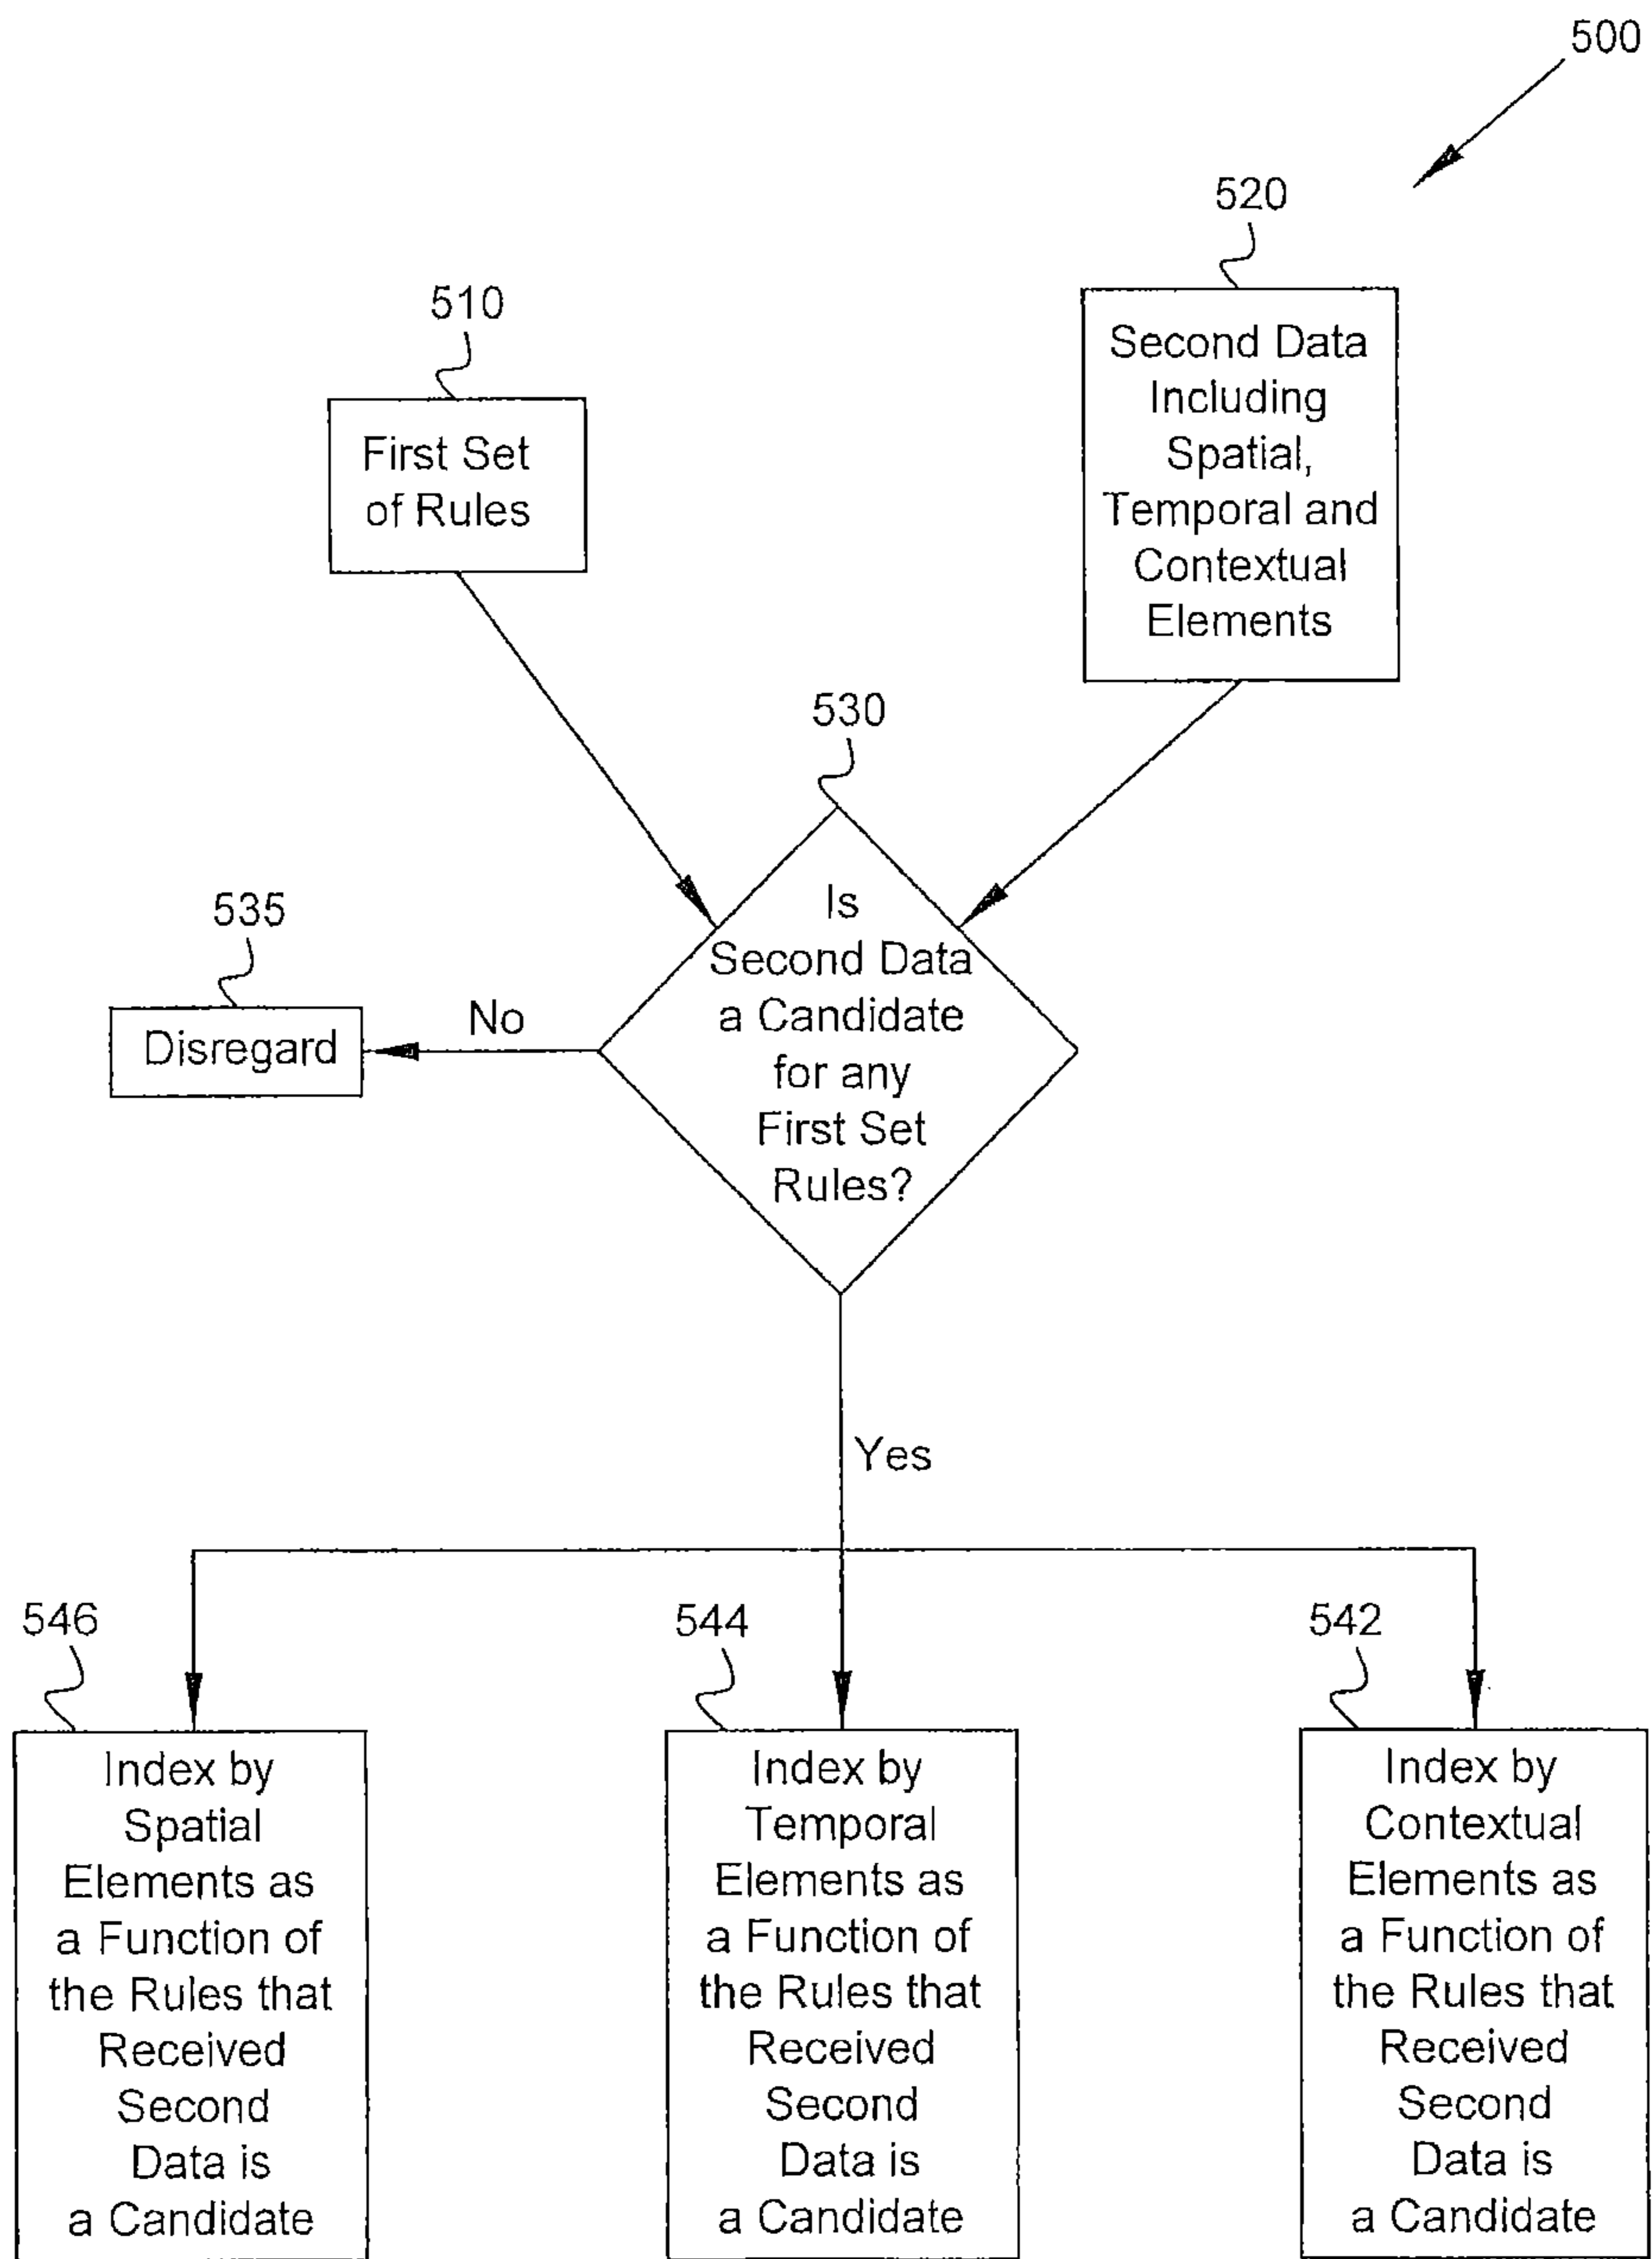 500
520
Second Data
Including
Spatial,
Temporal and
Contextual
Elements
510
First Set
of Rules
530
Is
Second Data
a Candidate
for any
First Set
Rules?
535
Disregard
No
Yes
546
Index by
Spatial
Elements as
a Function of
the Rules that
Received
Second
Data is
a Candidate
544
Index by
Temporal
Elements as
a Function of
the Rules that
Received
Second
Data is
a Candidate
542
Index by
Contextual
Elements as
a Function of
the Rules that
Received
Second
Data is
a Candidate